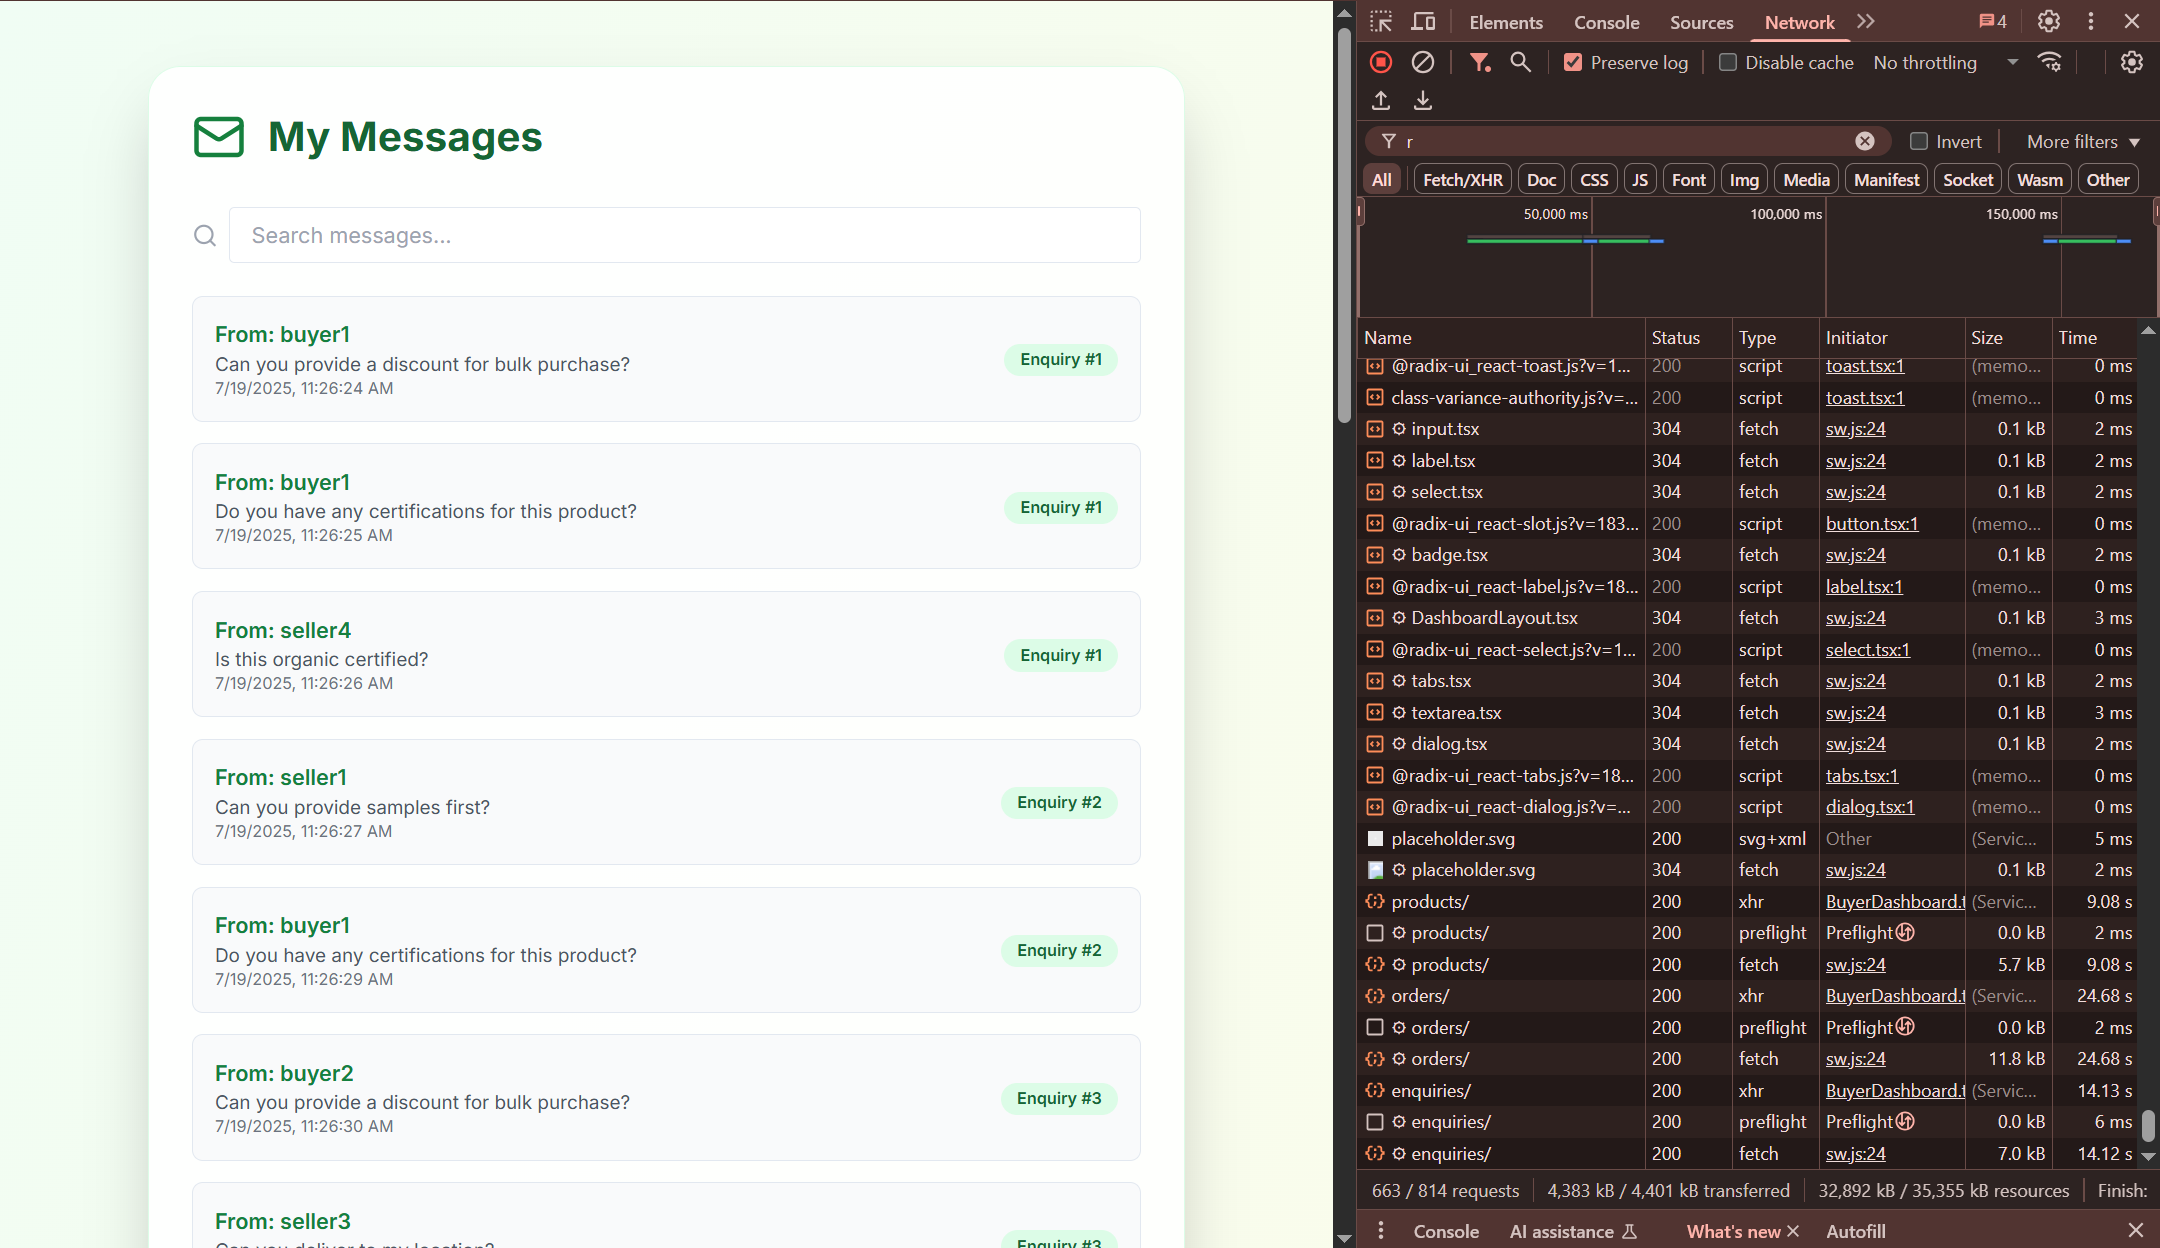 My Messages
Search messages...
From: buyer1
Can you provide a discount for bulk purchase?
7/19/2025, 11:26:24 AM
Enquiry #1
From: buyer1
Do you have any certifications for this product?
7/19/2025, 11:26:25 AM
Enquiry #1
From: seller4
Is this organic certified?
7/19/2025, 11:26:26 AM
Enquiry #1
From: seller1
Can you provide samples first?
7/19/2025, 11:26:27 AM
Enquiry #2
From: buyer1
Do you have any certifications for this product?
7/19/2025, 11:26:29 AM
Enquiry #2
From: buyer2
Can you provide a discount for bulk purchase?
7/19/2025, 11:26:30 AM
Enquiry #3
From: seller3
Can you deliver to my location?
Enquiry #3
Elements Console Sources Network 4
Preserve log Disable cache No throttling
r Invert More filters
All Fetch/XHR Doc CSS JS Font Img Media Manifest Socket Wasm Other
50,000 ms 100,000 ms 150,000 ms
Name Status Type Initiator Size Time
@radix-ui_react-toast.js?v=1... 200 script toast.tsx:1 (memo... 0 ms
class-variance-authority.js?v=... 200 script toast.tsx:1 (memo... 0 ms
input.tsx 304 fetch sw.js:24 0.1 kB 2 ms
label.tsx 304 fetch sw.js:24 0.1 kB 2 ms
select.tsx 304 fetch sw.js:24 0.1 kB 2 ms
@radix-ui_react-slot.js?v=183... 200 script button.tsx:1 (memo... 0 ms
badge.tsx 304 fetch sw.js:24 0.1 kB 2 ms
@radix-ui_react-label.js?v=18... 200 script label.tsx:1 (memo... 0 ms
DashboardLayout.tsx 304 fetch sw.js:24 0.1 kB 3 ms
@radix-ui_react-select.js?v=1... 200 script select.tsx:1 (memo... 0 ms
tabs.tsx 304 fetch sw.js:24 0.1 kB 2 ms
textarea.tsx 304 fetch sw.js:24 0.1 kB 3 ms
dialog.tsx 304 fetch sw.js:24 0.1 kB 2 ms
@radix-ui_react-tabs.js?v=18... 200 script tabs.tsx:1 (memo... 0 ms
@radix-ui_react-dialog.js?v=... 200 script dialog.tsx:1 (memo... 0 ms
placeholder.svg 200 svg+xml Other (Servic... 5 ms
placeholder.svg 304 fetch sw.js:24 0.1 kB 2 ms
products/ 200 xhr BuyerDashboard.t (Servic... 9.08 s
products/ 200 preflight Preflight 0.0 kB 2 ms
products/ 200 fetch sw.js:24 5.7 kB 9.08 s
orders/ 200 xhr BuyerDashboard.t (Servic... 24.68 s
orders/ 200 preflight Preflight 0.0 kB 2 ms
orders/ 200 fetch sw.js:24 11.8 kB 24.68 s
enquiries/ 200 xhr BuyerDashboard.t (Servic... 14.13 s
enquiries/ 200 preflight Preflight 0.0 kB 6 ms
enquiries/ 200 fetch sw.js:24 7.0 kB 14.12 s
663 / 814 requests 4,383 kB / 4,401 kB transferred 32,892 kB / 35,355 kB resources Finish:
Console AI assistance What's new Autofill